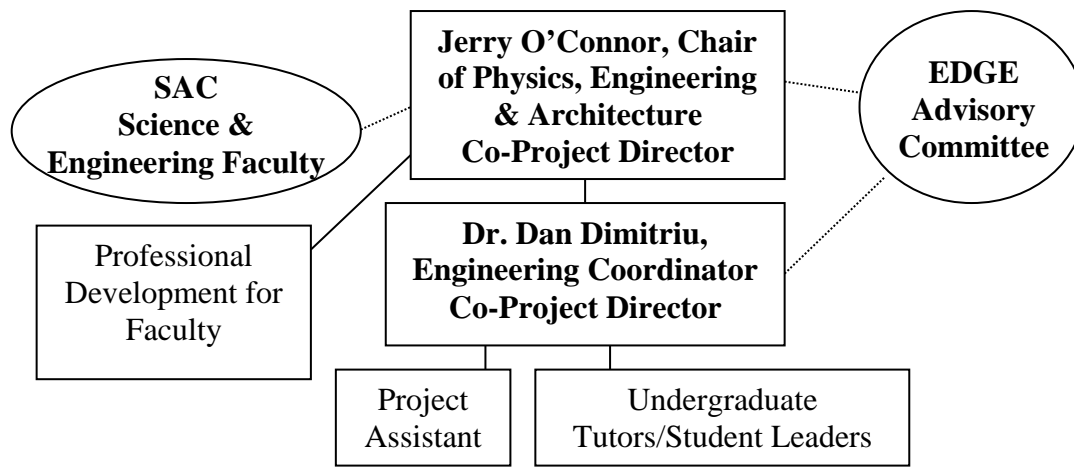 SAC
Science &
Engineering Faculty
Jerry O’Connor, Chair
of Physics, Engineering
& Architecture
Co-Project Director
EDGE
Advisory
Committee
Professional
Development for
Faculty
Dr. Dan Dimitriu,
Engineering Coordinator
Co-Project Director
Project
Assistant
Undergraduate
Tutors/Student Leaders